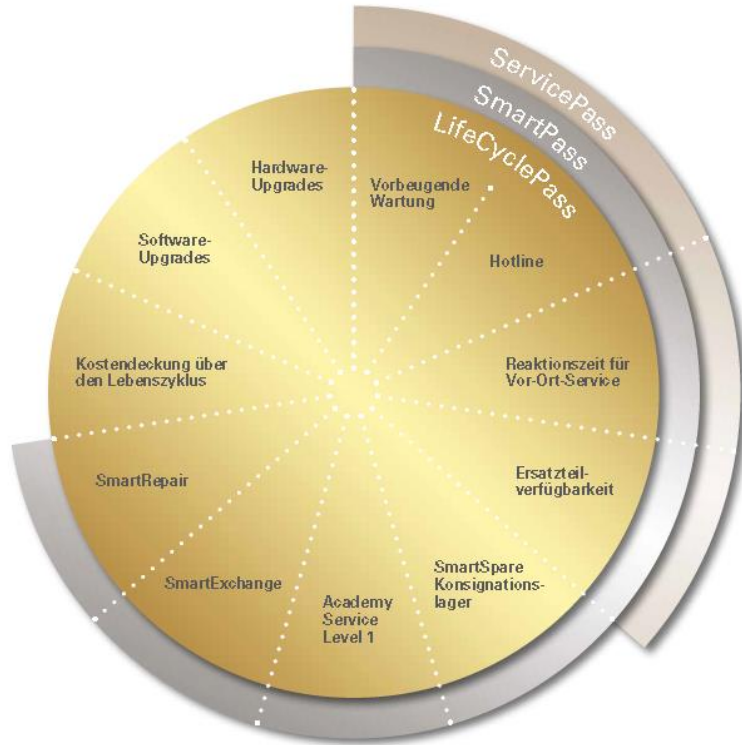 ServicePass
SmartPass
LifeCyclePass
Hardware-
Upgrades
Vorbeugende
Wartung
Software-
Upgrades
Hotline
Kostendeckung über
den Lebenszyklus
Reaktionszeit für
Vor-Ort-Service
SmartRepair
Ersatzteil-
verfügbarkeit
SmartExchange
Academy
Service
Level 1
SmartSpare
Konsignations-
lager